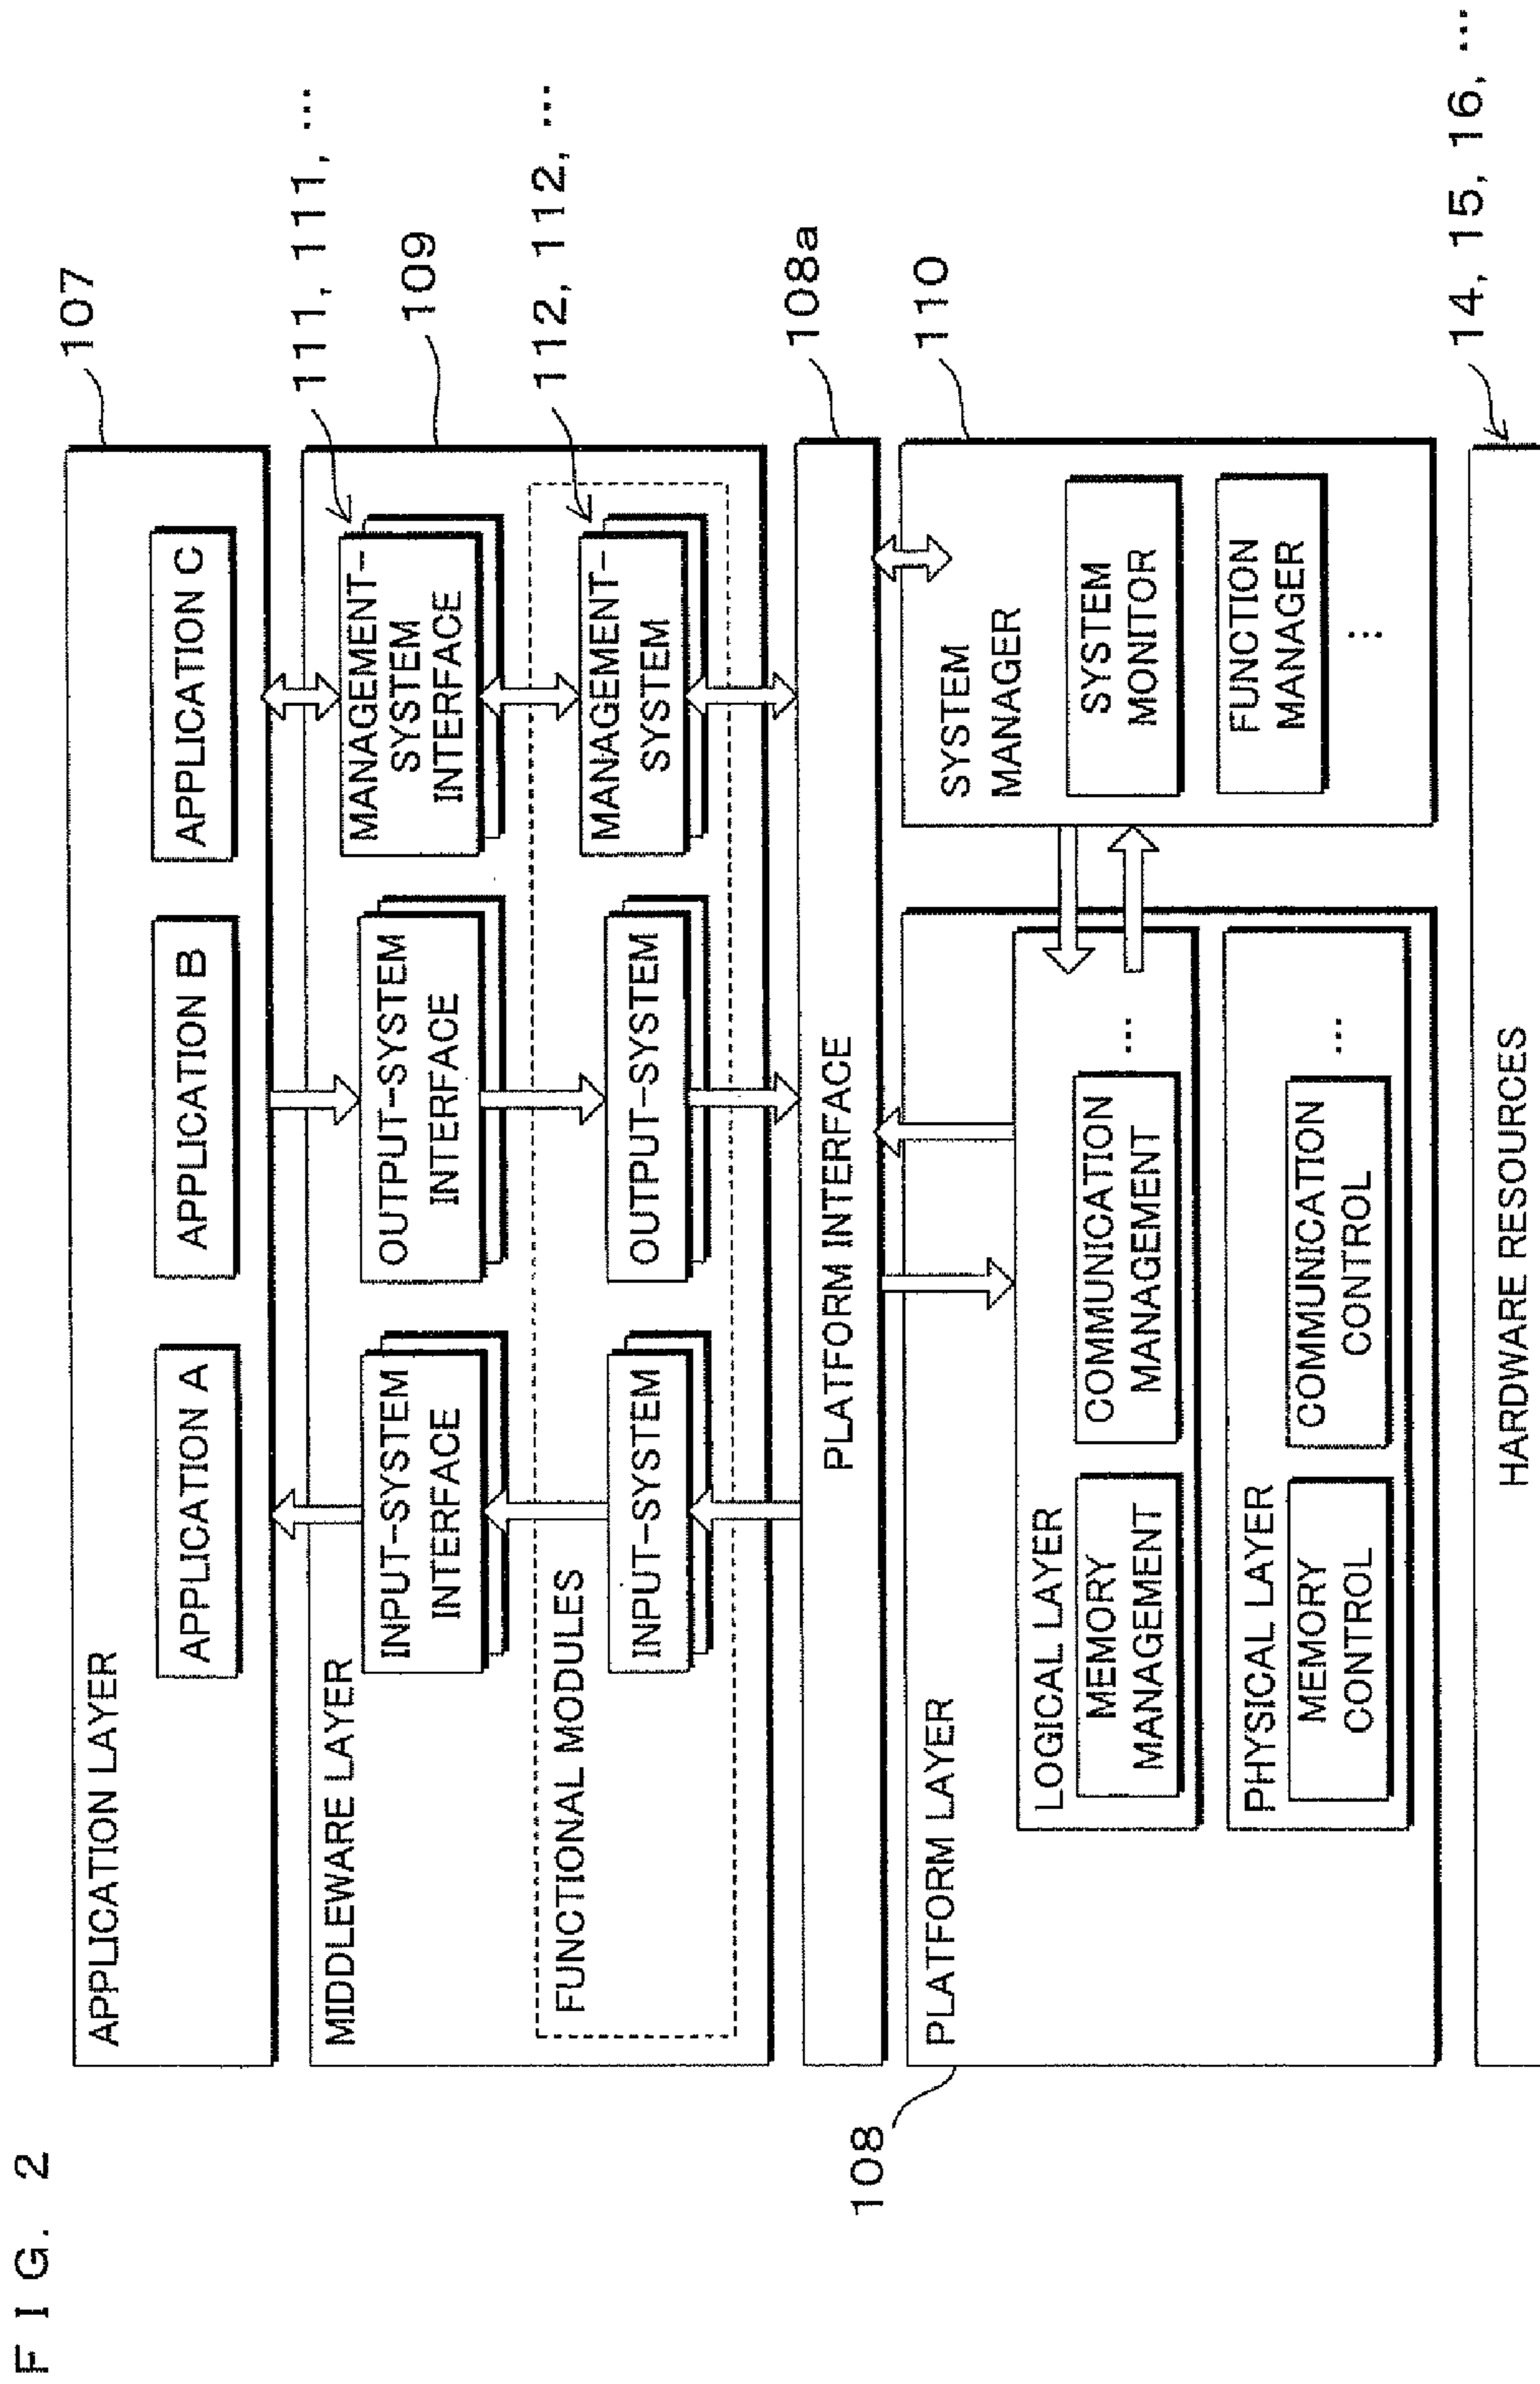 FIG. 2
107
APPLICATION LAYER
APPLICATION A
APPLICATION B
APPLICATION C
111, 111, ...
109
MIDDLEWARE LAYER
INPUT-SYSTEM
INTERFACE
OUTPUT-SYSTEM
INTERFACE
MANAGEMENT-
SYSTEM
INTERFACE
112, 112, ...
FUNCTIONAL MODULES
INPUT-SYSTEM
OUTPUT-SYSTEM
MANAGEMENT-
SYSTEM
108a
PLATFORM INTERFACE
108
PLATFORM LAYER
LOGICAL LAYER
MEMORY
MANAGEMENT
COMMUNICATION
MANAGEMENT
...
PHYSICAL LAYER
MEMORY
CONTROL
COMMUNICATION
CONTROL
...
110
SYSTEM
MANAGER
SYSTEM
MONITOR
FUNCTION
MANAGER
...
14, 15, 16, ...
HARDWARE RESOURCES